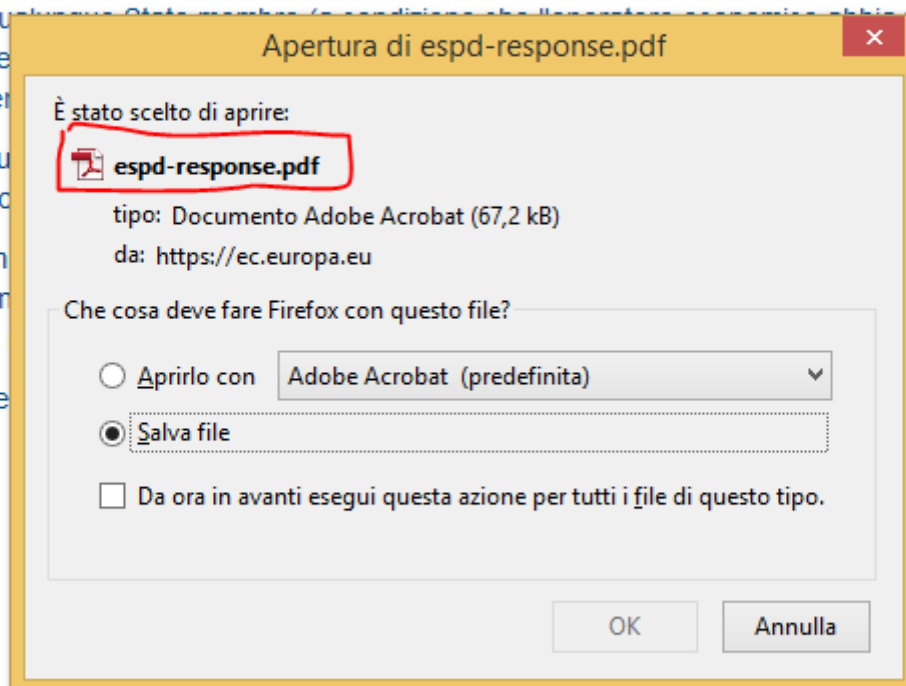 Apertura di espd-response.pdf
È stato scelto di aprire:
espd-response.pdf
tipo: Documento Adobe Acrobat (67,2 kB)
da: https://ec.europa.eu
Che cosa deve fare Firefox con questo file?
Aprirlo con Adobe Acrobat (predefinita)
Salva file
Da ora in avanti esegui questa azione per tutti i file di questo tipo.
OK Annulla